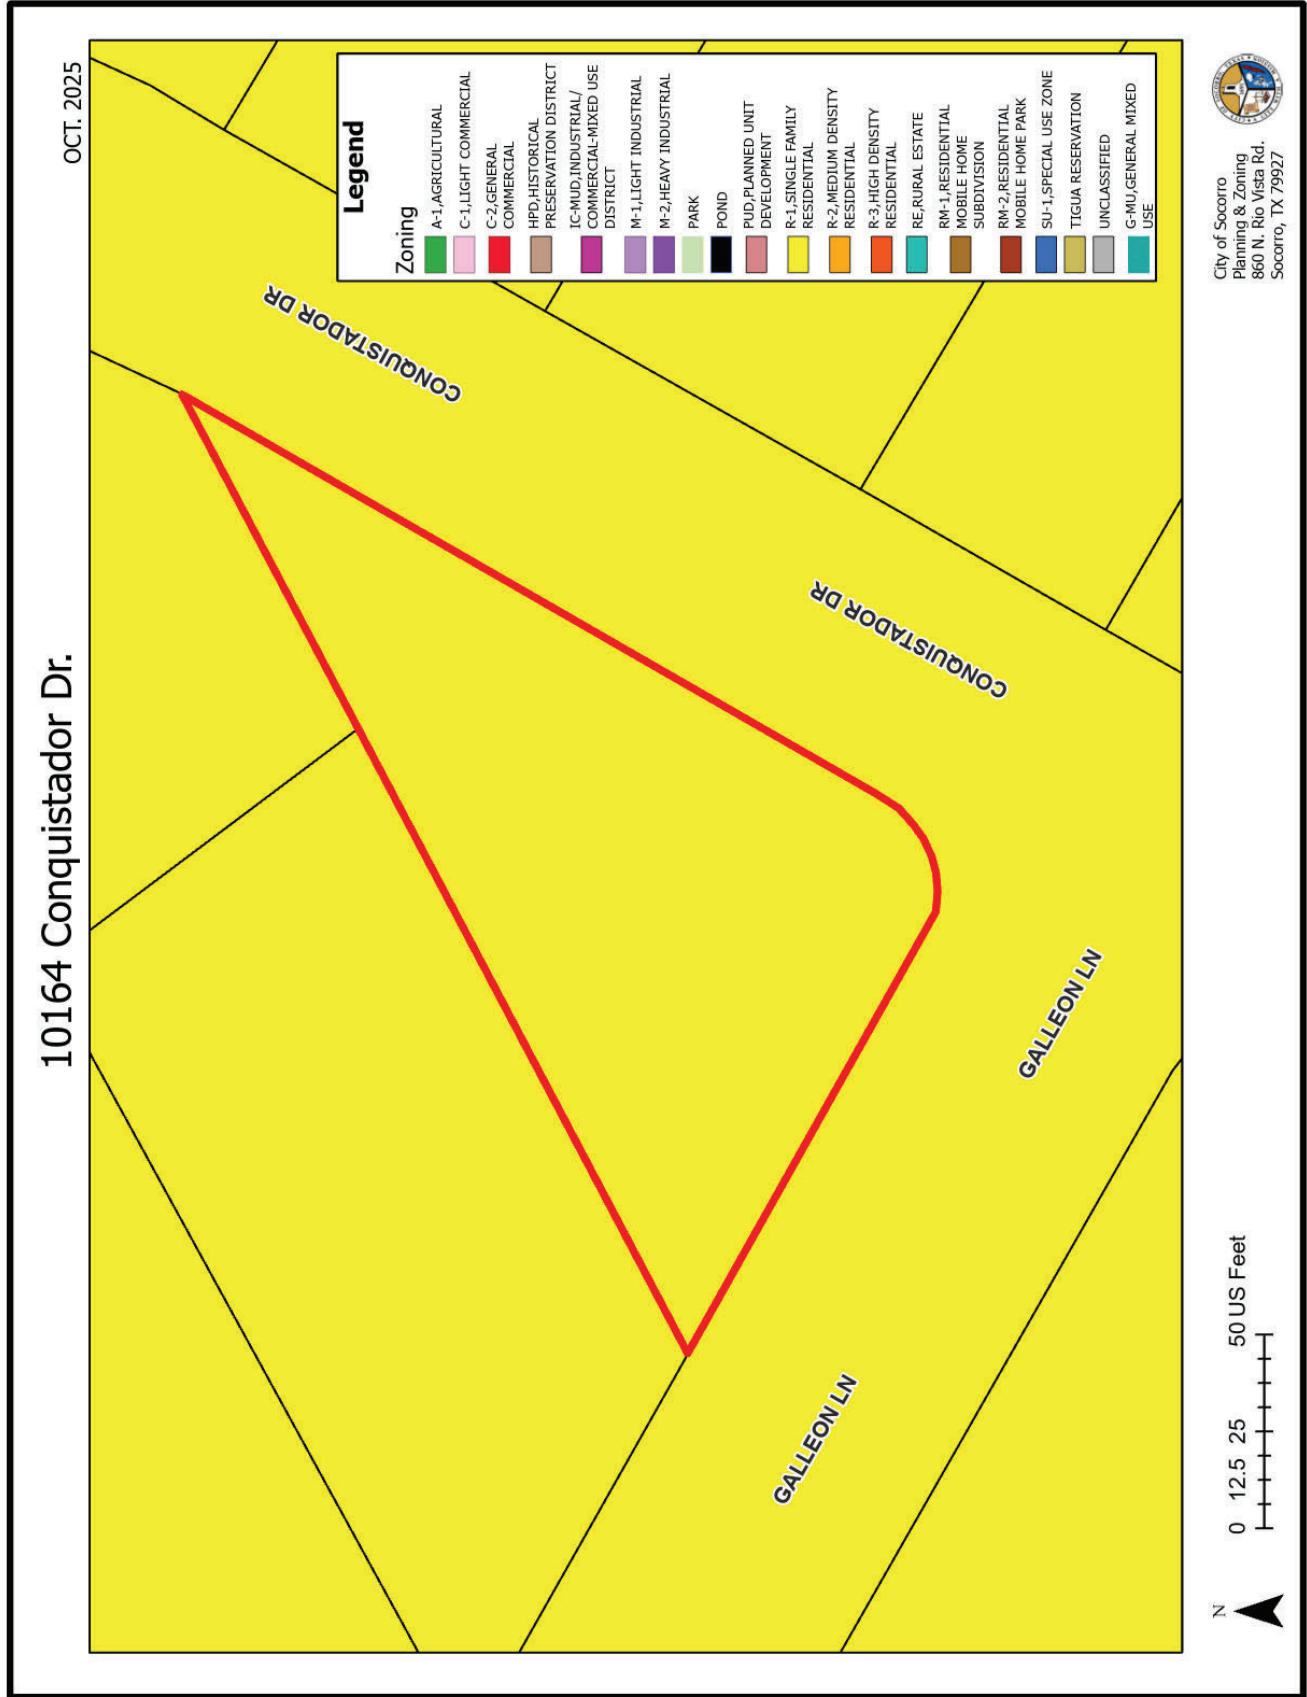 10164 Conquistador Dr.
OCT. 2025
CONQUISTADOR DR
CONQUISTADOR DR
GALLEON LN
GALLEON LN
Legend
Zoning
A-1,AGRICULTURAL
C-1,LIGHT COMMERCIAL
C-2,GENERAL
COMMERCIAL
HPD,HISTORICAL
PRESERVATION DISTRICT
IC-MUD,INDUSTRIAL/
COMMERCIAL-MIXED USE
DISTRICT
M-1,LIGHT INDUSTRIAL
M-2,HEAVY INDUSTRIAL
PARK
POND
PUD,PLANNED UNIT
DEVELOPMENT
R-1,SINGLE FAMILY
RESIDENTIAL
R-2,MEDIUM DENSITY
RESIDENTIAL
R-3,HIGH DENSITY
RESIDENTIAL
RE,RURAL ESTATE
RM-1,RESIDENTIAL
MOBILE HOME
SUBDIVISION
RM-2,RESIDENTIAL
MOBILE HOME PARK
SU-1,SPECIAL USE ZONE
TIGUA RESERVATION
UNCLASSIFIED
G-MU,GENERAL MIXED
USE
N
0 12.5 25 50 US Feet
City of Socorro
Planning & Zoning
860 N. Rio Vista Rd.
Socorro, TX 79927